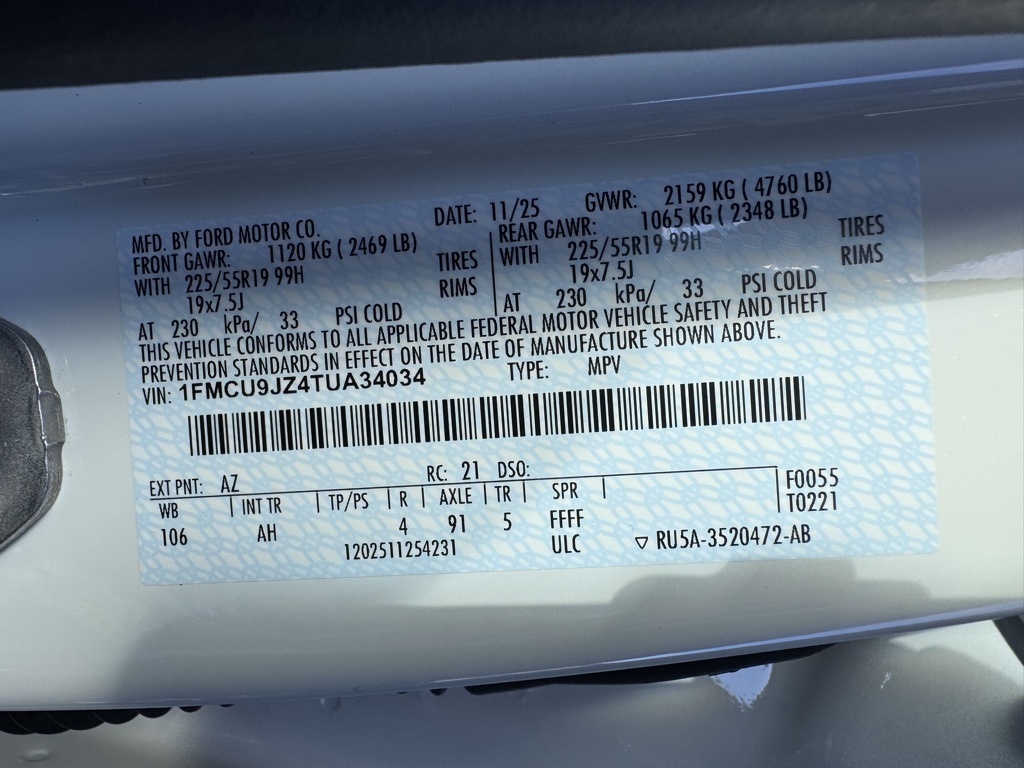 MFD. BY FORD MOTOR CO. DATE: 11/25 GVWR: 2159 KG ( 4760 LB)
FRONT GAWR: 1120 KG ( 2469 LB) REAR GAWR: 1065 KG ( 2348 LB)
WITH 225/55R19 99H TIRES WITH 225/55R19 99H TIRES
19x7.5J RIMS 19x7.5J RIMS
AT 230 kPa/ 33 PSI COLD AT 230 kPa/ 33 PSI COLD
THIS VEHICLE CONFORMS TO ALL APPLICABLE FEDERAL MOTOR VEHICLE SAFETY AND THEFT
PREVENTION STANDARDS IN EFFECT ON THE DATE OF MANUFACTURE SHOWN ABOVE.
VIN: 1FMCU9JZ4TUA34034 TYPE: MPV
EXT PNT: AZ RC: 21 DSO:
WB INT TR TP/PS R AXLE TR SPR F0055
106 AH 4 91 5 FFFF T0221
1202511254231 ULC ▽ RU5A-3520472-AB